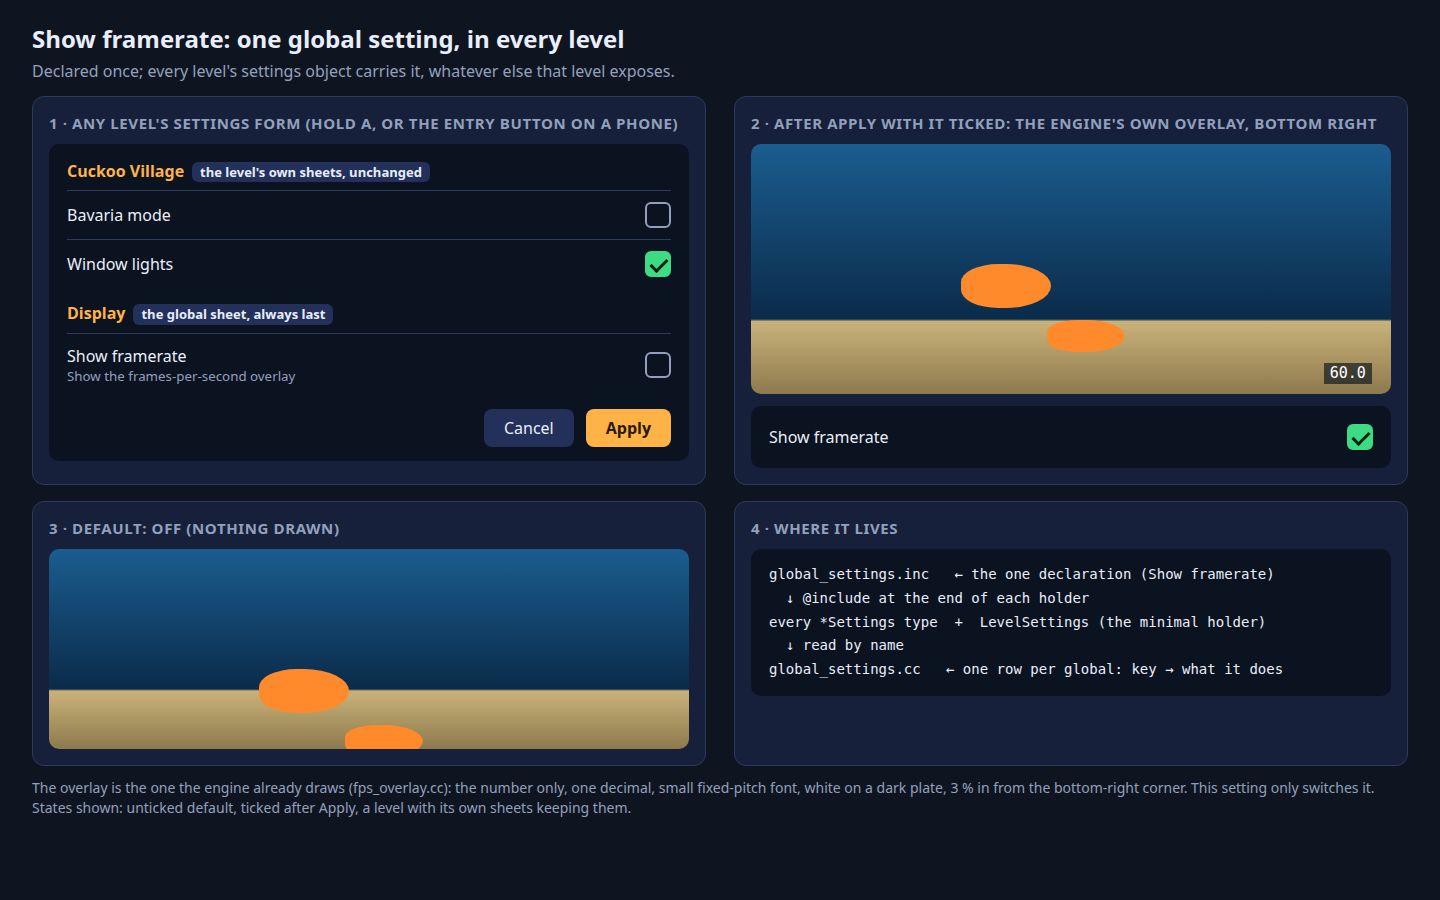 Show framerate: one global setting, in every level
Declared once; every level's settings object carries it, whatever else that level exposes.
1 · ANY LEVEL'S SETTINGS FORM (HOLD A, OR THE ENTRY BUTTON ON A PHONE)
Cuckoo Village the level's own sheets, unchanged
Bavaria mode
Window lights
Display the global sheet, always last
Show framerate
Show the frames-per-second overlay
Cancel Apply
2 · AFTER APPLY WITH IT TICKED: THE ENGINE'S OWN OVERLAY, BOTTOM RIGHT
60.0
Show framerate
3 · DEFAULT: OFF (NOTHING DRAWN)
4 · WHERE IT LIVES
global_settings.inc ← the one declaration (Show framerate)
↓ @include at the end of each holder
every *Settings type + LevelSettings (the minimal holder)
↓ read by name
global_settings.cc ← one row per global: key → what it does
The overlay is the one the engine already draws (fps_overlay.cc): the number only, one decimal, small fixed-pitch font, white on a dark plate, 3 % in from the bottom-right corner. This setting only switches it.
States shown: unticked default, ticked after Apply, a level with its own sheets keeping them.